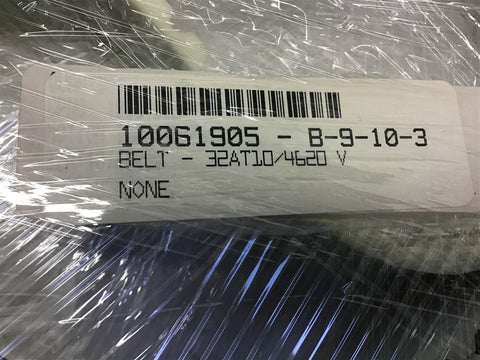 10061905 - B-9-10-3
BELT - 32AT10/4620 V
NONE